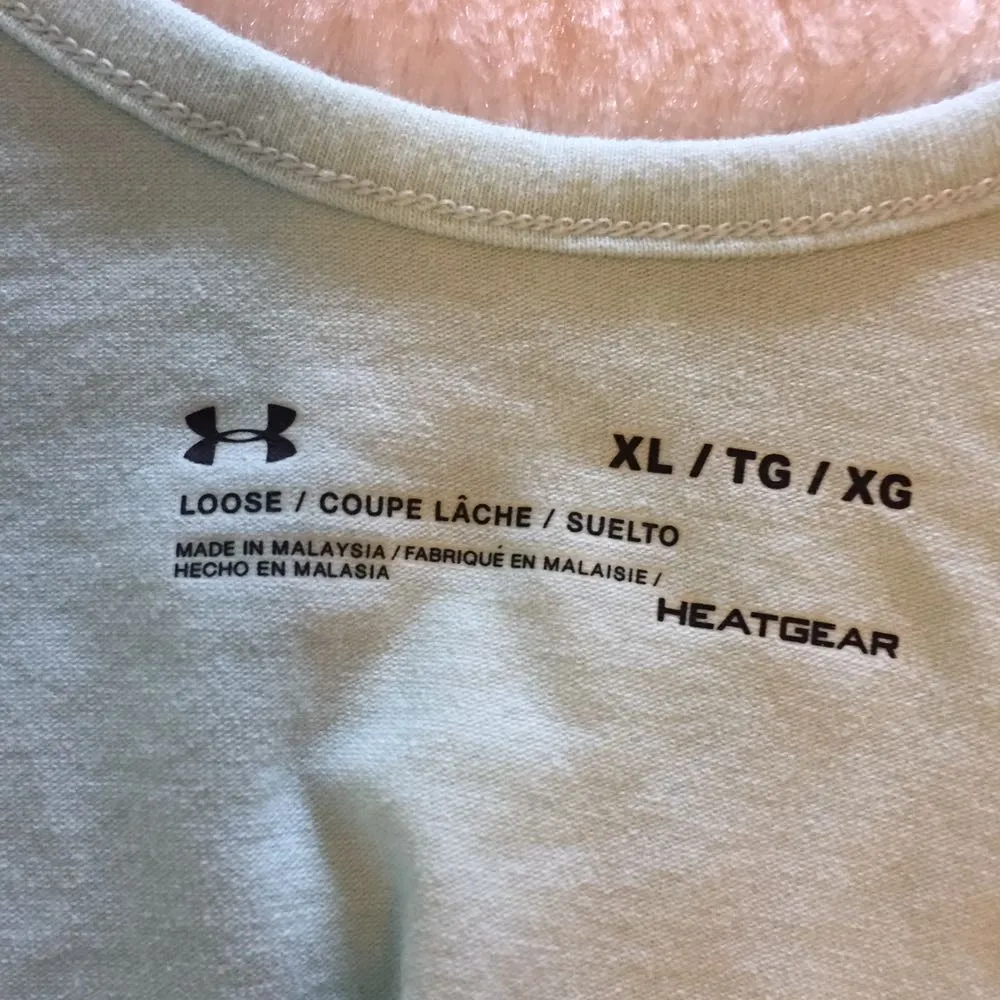 XL / TG / XG
LOOSE / COUPE LÂCHE / SUELTO
MADE IN MALAYSIA / FABRIQUÉ EN MALAISIE /
HECHO EN MALASIA
HEATGEAR